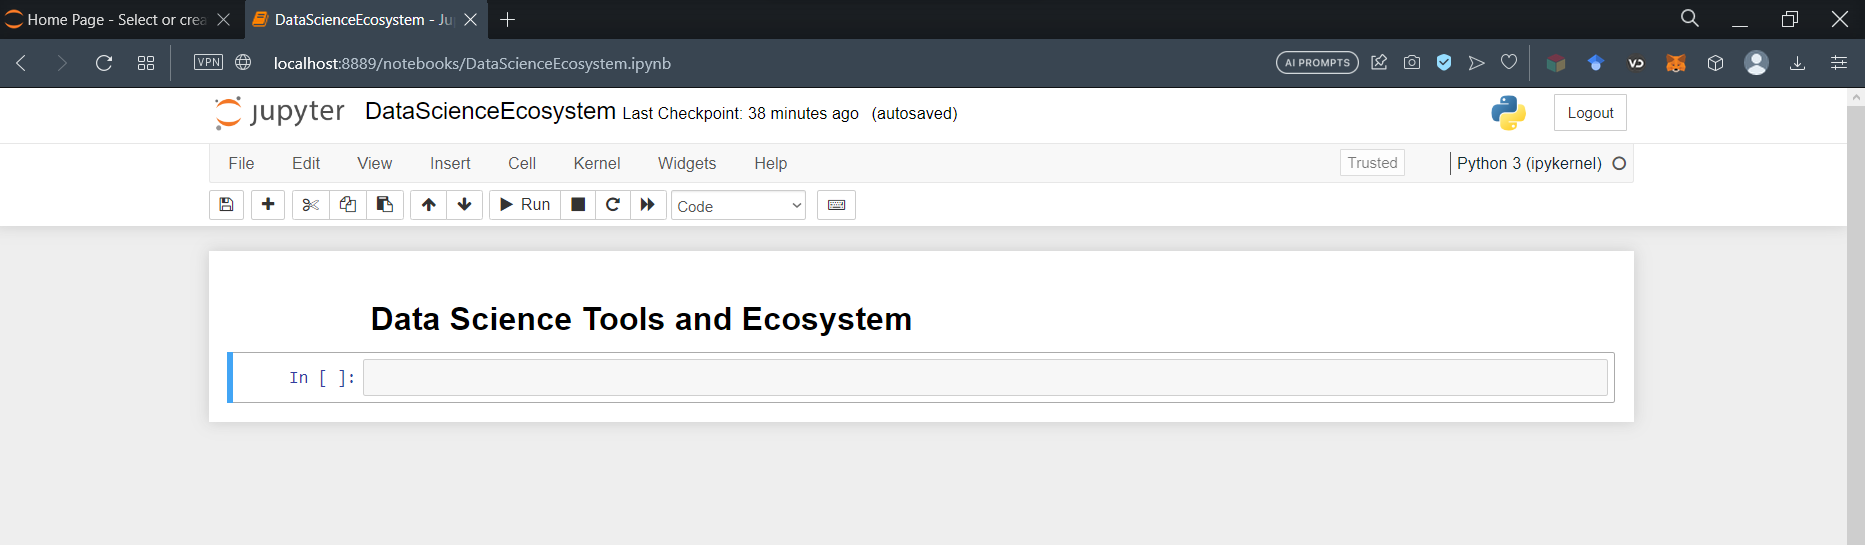 Home Page - Select or crea
DataScienceEcosystem - Ju
VPN
localhost:8889/notebooks/DataScienceEcosystem.ipynb
AI PROMPTS
VD
jupyter DataScienceEcosystem Last Checkpoint: 38 minutes ago (autosaved)
Logout
File Edit View Insert Cell Kernel Widgets Help
Trusted
Python 3 (ipykernel)
Run
Code
Data Science Tools and Ecosystem
In [ ]: